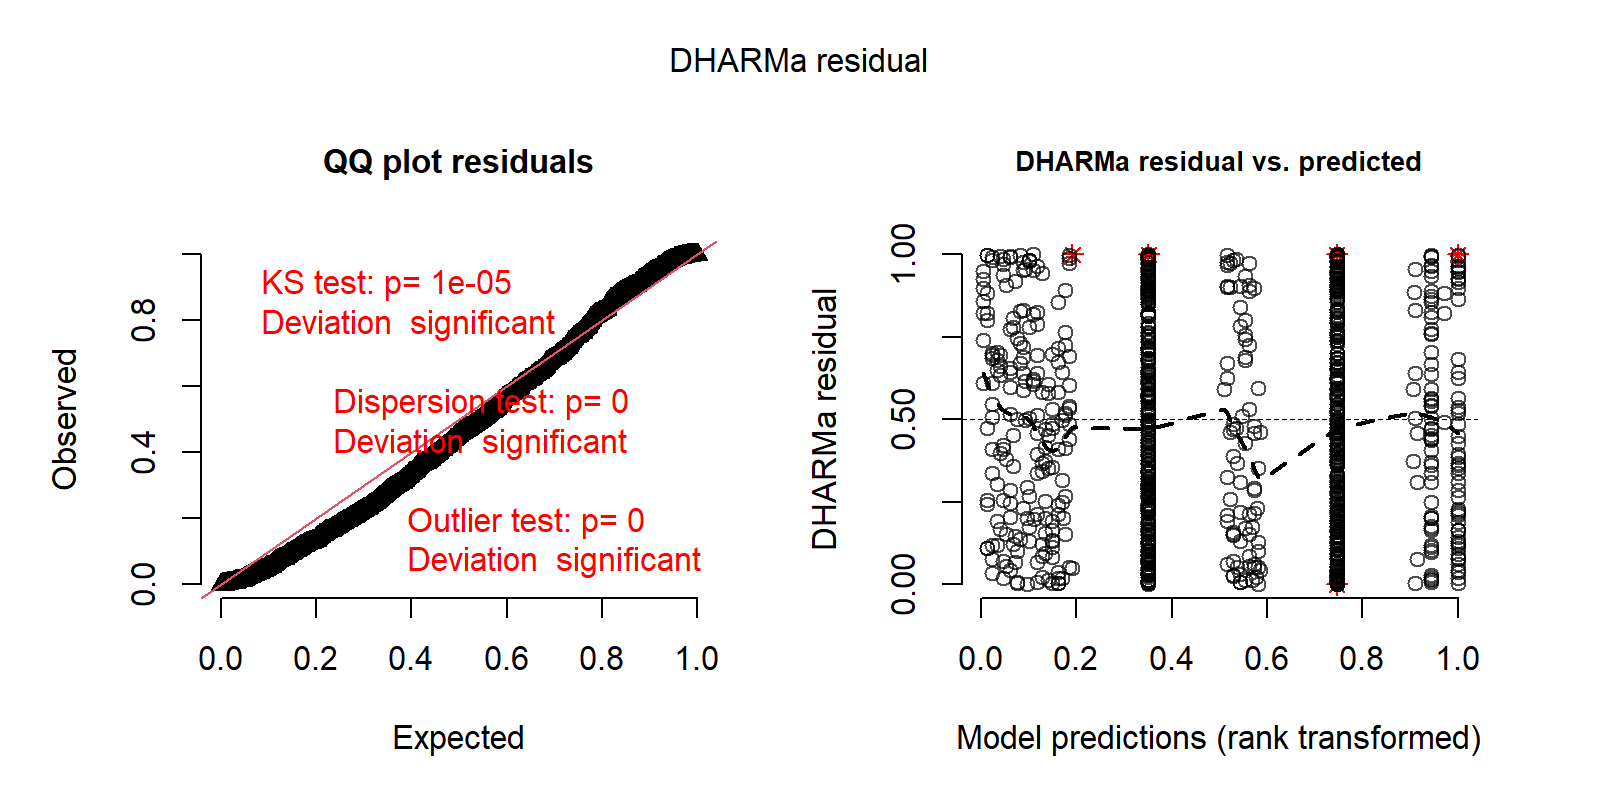 DHARMa residual
QQ plot residuals
KS test: p= 1e-05
Deviation  significant
Dispersion test: p= 0
Deviation  significant
Outlier test: p= 0
Deviation  significant
Observed
0.0
0.4
0.8
0.0 0.2 0.4 0.6 0.8 1.0
Expected
DHARMa residual vs. predicted
DHARMa residual
0.00
0.50
1.00
0.0 0.2 0.4 0.6 0.8 1.0
Model predictions (rank transformed)